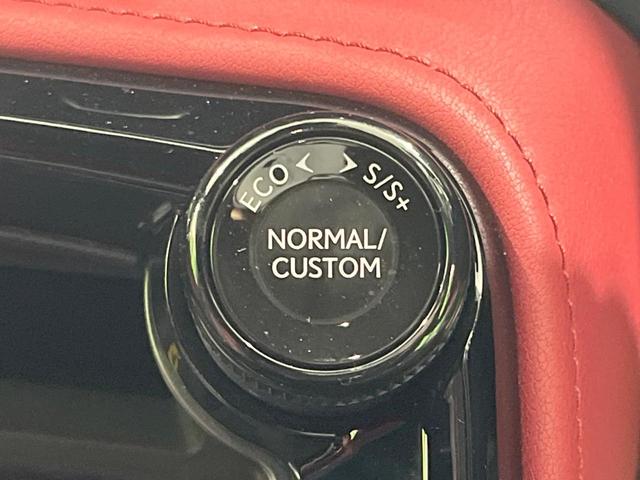 ECO < > S/S+
NORMAL/
CUSTOM